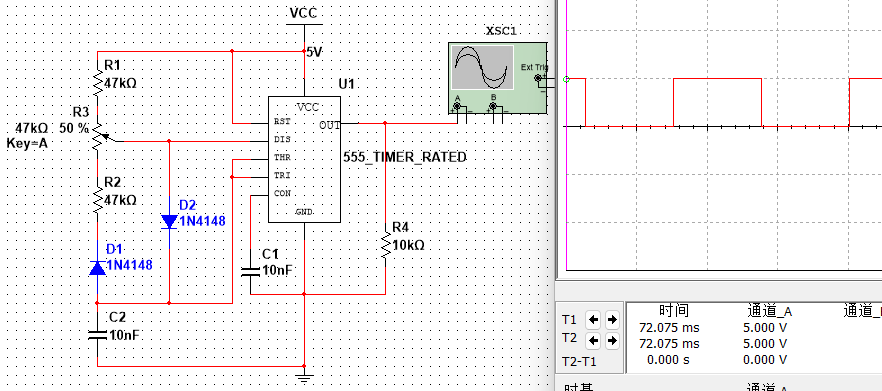 VCC
5V
XSC1
Ext Trig
A
B
R1
47kΩ
R3
47kΩ
50 %
Key=A
R2
47kΩ
D1
1N4148
D2
1N4148
C2
10nF
C1
10nF
U1
VCC
RST
DIS
THR
TRI
CON
OUT
GND
555_TIMER_RATED
R4
10kΩ
时间 通道_A 通道_
T1 72.075 ms 5.000 V
T2 72.075 ms 5.000 V
T2-T1 0.000 s 0.000 V
时基 通道 A